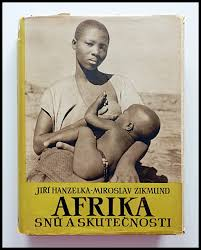 JIŘÍ HANZELKA-MIROSLAV ZIKMUND
AFRIKA
SNŮ A SKUTEČNOSTI